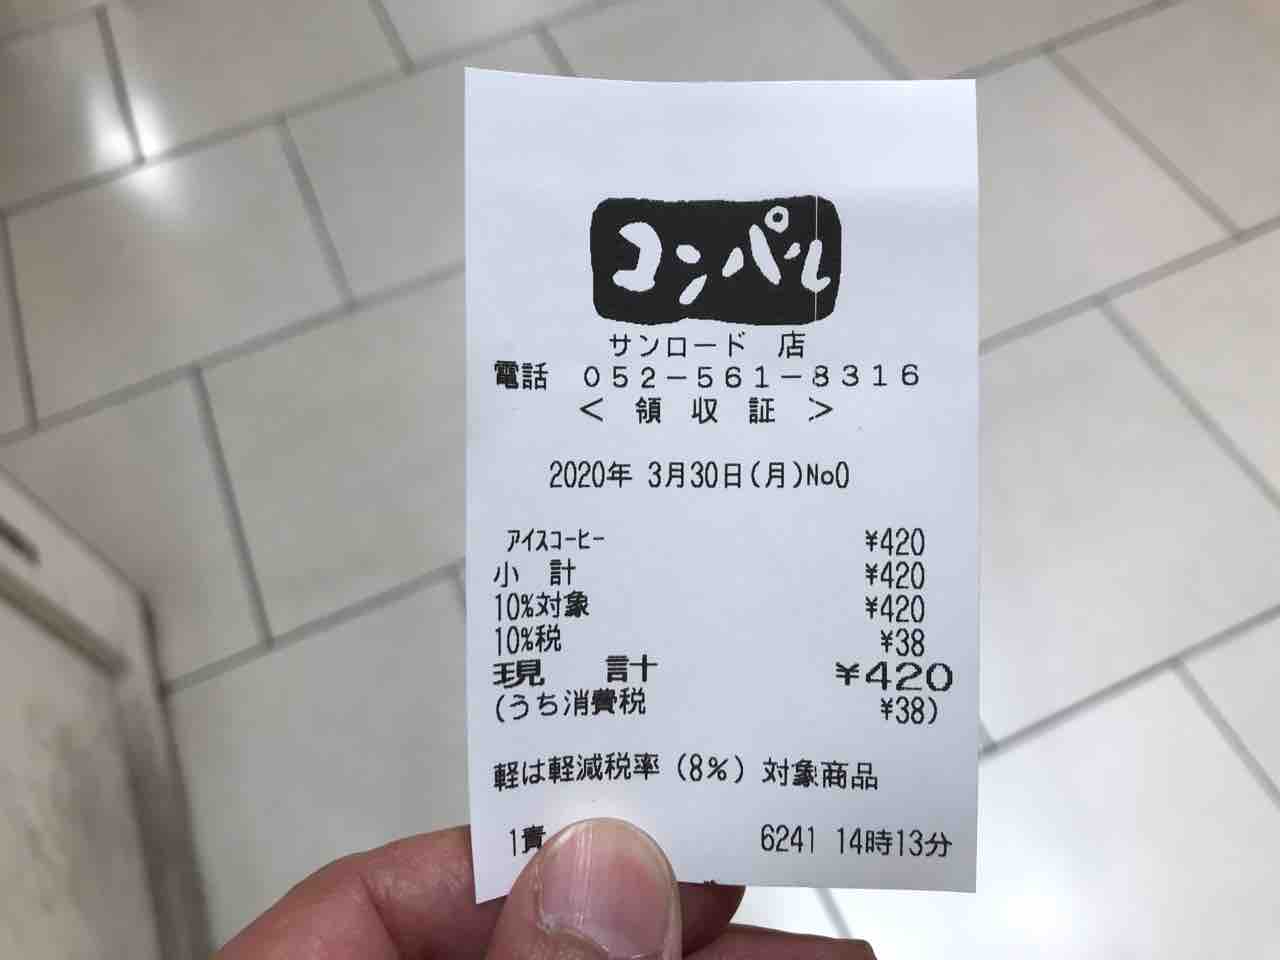 コンパル
サンロード 店
電話 052-561-8316
< 領収証 >
2020年 3月30日(月)No0
アイスコーヒー ¥420
小 計 ¥420
10%対象 ¥420
10%税 ¥38
現 計 ¥420
(うち消費税 ¥38)
軽は軽減税率(8%)対象商品
1責 6241 14時13分